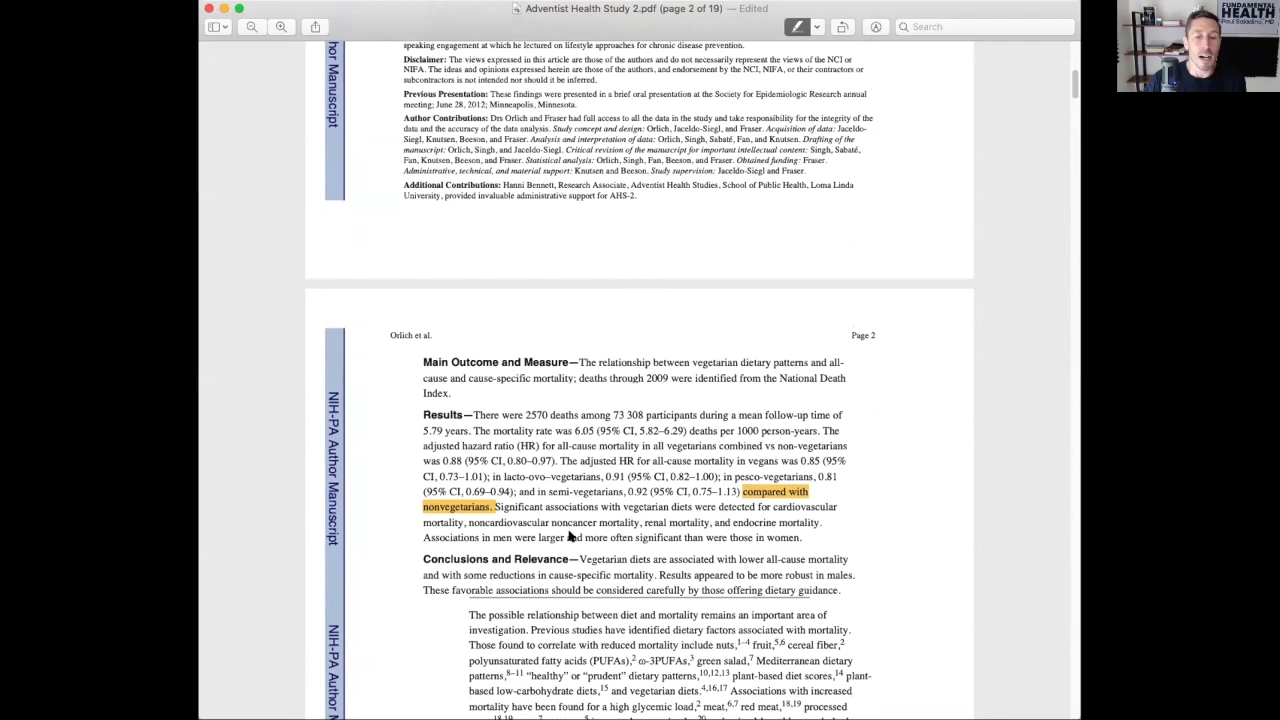 Adventist Health Study 2.pdf (page 2 of 19) — Edited
Search
FUNDAMENTAL
HEALTH
Paul Saladino, MD
hor Manuscript
speaking engagement at which he lectured on lifestyle approaches for chronic disease prevention.
Disclaimer: The views expressed in this article are those of the authors and do not necessarily represent the views of the NCI or
NIFA. The ideas and opinions expressed herein are those of the authors, and endorsement by the NCI, NIFA, or their contractors or
subcontractors is not intended nor should it be inferred.
Previous Presentation: These findings were presented in a brief oral presentation at the Society for Epidemiologic Research annual
meeting; June 28, 2012; Minneapolis, Minnesota.
Author Contributions: Drs Orlich and Fraser had full access to all the data in the study and take responsibility for the integrity of the
data and the accuracy of the data analysis. Study concept and design: Orlich, Jaceldo-Siegl, and Fraser. Acquisition of data: Jaceldo-
Siegl, Knutsen, Beeson, and Fraser. Analysis and interpretation of data: Orlich, Singh, Sabaté, Fan, and Knutsen. Drafting of the
manuscript: Orlich, Singh, and Jaceldo-Siegl. Critical revision of the manuscript for important intellectual content: Singh, Sabaté,
Fan, Knutsen, Beeson, and Fraser. Statistical analysis: Orlich, Singh, Fan, Beeson, and Fraser. Obtained funding: Fraser.
Administrative, technical, and material support: Knutsen and Beeson. Study supervision: Jaceldo-Siegl and Fraser.
Additional Contributions: Hanni Bennett, Research Associate, Adventist Health Studies, School of Public Health, Loma Linda
University, provided invaluable administrative support for AHS-2.
Orlich et al.
Page 2
NIH-PA Author Manuscript
Main Outcome and Measure—The relationship between vegetarian dietary patterns and all-
cause and cause-specific mortality; deaths through 2009 were identified from the National Death
Index.
Results—There were 2570 deaths among 73 308 participants during a mean follow-up time of
5.79 years. The mortality rate was 6.05 (95% CI, 5.82–6.29) deaths per 1000 person-years. The
adjusted hazard ratio (HR) for all-cause mortality in all vegetarians combined vs non-vegetarians
was 0.88 (95% CI, 0.80–0.97). The adjusted HR for all-cause mortality in vegans was 0.85 (95%
CI, 0.73–1.01); in lacto-ovo–vegetarians, 0.91 (95% CI, 0.82–1.00); in pesco-vegetarians, 0.81
(95% CI, 0.69–0.94); and in semi-vegetarians, 0.92 (95% CI, 0.75–1.13) compared with
nonvegetarians. Significant associations with vegetarian diets were detected for cardiovascular
mortality, noncardiovascular noncancer mortality, renal mortality, and endocrine mortality.
Associations in men were larger and more often significant than were those in women.
Conclusions and Relevance—Vegetarian diets are associated with lower all-cause mortality
and with some reductions in cause-specific mortality. Results appeared to be more robust in males.
These favorable associations should be considered carefully by those offering dietary guidance.
NIH-PA A
The possible relationship between diet and mortality remains an important area of
investigation. Previous studies have identified dietary factors associated with mortality.
Those found to correlate with reduced mortality include nuts,1–4 fruit,5,6 cereal fiber,2
polyunsaturated fatty acids (PUFAs),2 ω-3PUFAs,3 green salad,7 Mediterranean dietary
patterns,8–11 “healthy” or “prudent” dietary patterns,10,12,13 plant-based diet scores,14 plant-
based low-carbohydrate diets,15 and vegetarian diets.4,16,17 Associations with increased
mortality have been found for a high glycemic load,2 meat,6,7 red meat,18,19 processed